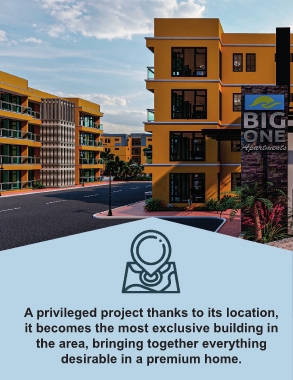 BIG
ONE
Apartments
A privileged project thanks to its location,
it becomes the most exclusive building in
the area, bringing together everything
desirable in a premium home.